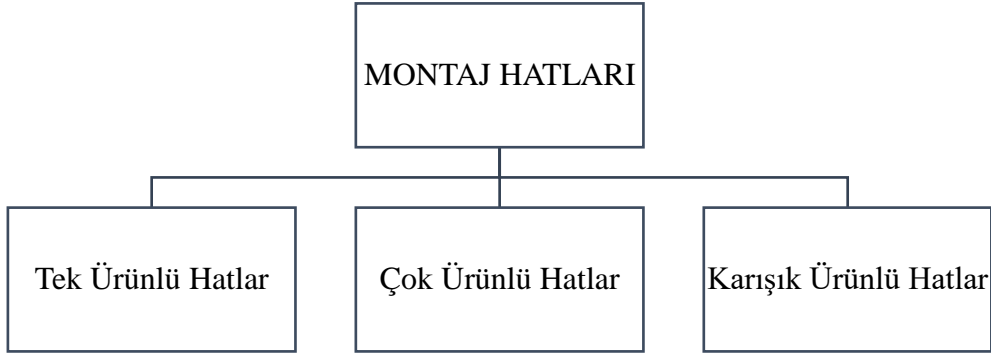 MONTAJ HATLARI
Tek Ürünlü Hatlar
Çok Ürünlü Hatlar
Karışık Ürünlü Hatlar